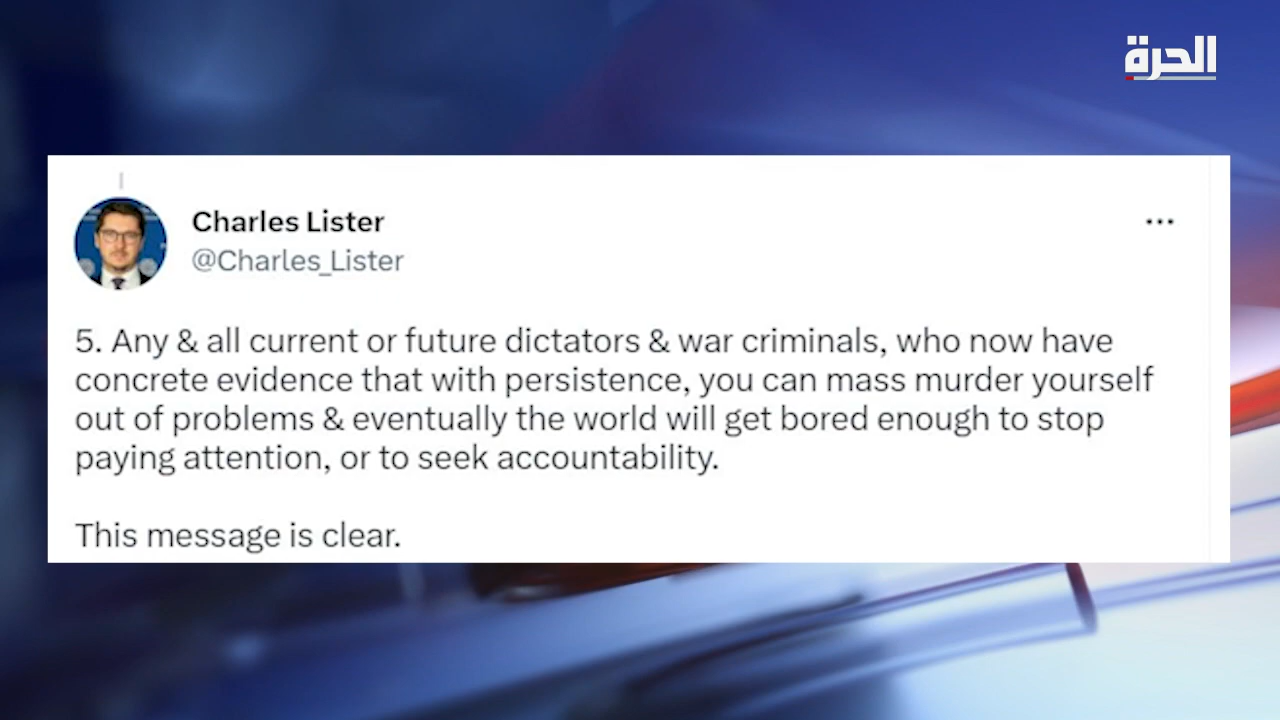 الحرة
Charles Lister
@Charles_Lister
5. Any & all current or future dictators & war criminals, who now have
concrete evidence that with persistence, you can mass murder yourself
out of problems & eventually the world will get bored enough to stop
paying attention, or to seek accountability.
This message is clear.